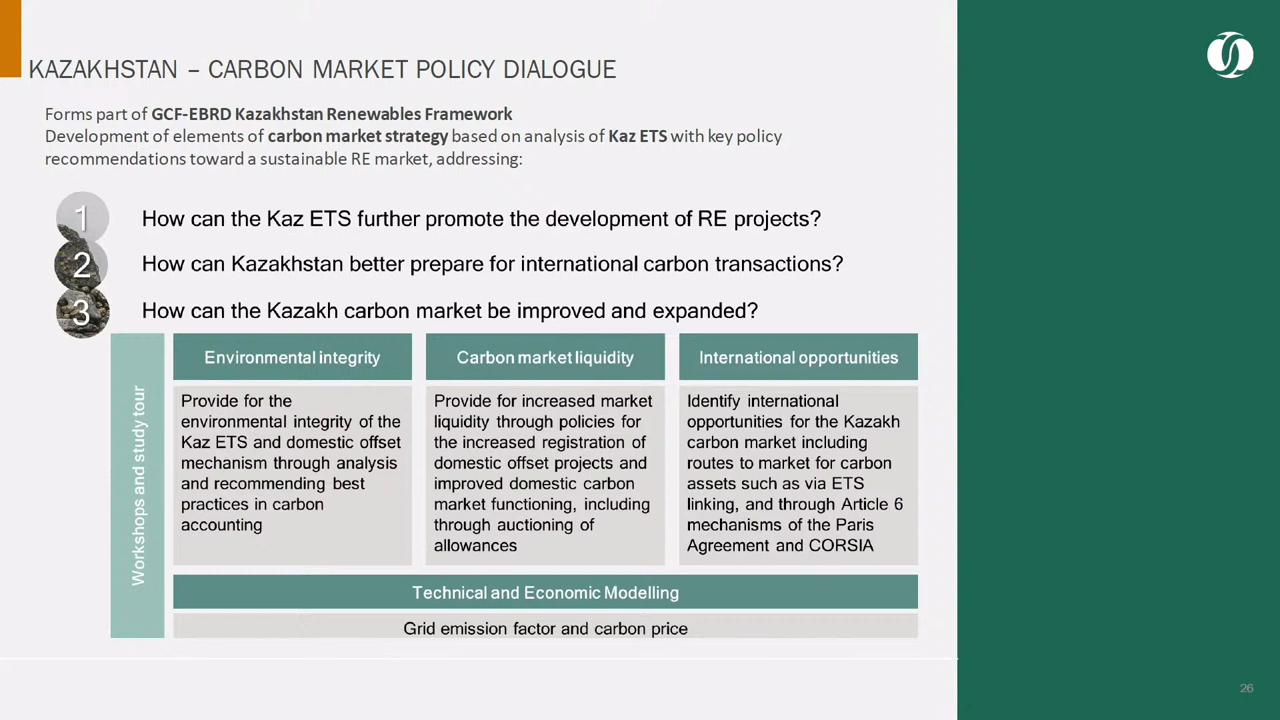 KAZAKHSTAN – CARBON MARKET POLICY DIALOGUE
Forms part of GCF-EBRD Kazakhstan Renewables Framework
Development of elements of carbon market strategy based on analysis of Kaz ETS with key policy
recommendations toward a sustainable RE market, addressing:
1
How can the Kaz ETS further promote the development of RE projects?
2
How can Kazakhstan better prepare for international carbon transactions?
3
How can the Kazakh carbon market be improved and expanded?
Workshops and study tour
Environmental integrity
Provide for the
environmental integrity of the
Kaz ETS and domestic offset
mechanism through analysis
and recommending best
practices in carbon
accounting
Carbon market liquidity
Provide for increased market
liquidity through policies for
the increased registration of
domestic offset projects and
improved domestic carbon
market functioning, including
through auctioning of
allowances
International opportunities
Identify international
opportunities for the Kazakh
carbon market including
routes to market for carbon
assets such as via ETS
linking, and through Article 6
mechanisms of the Paris
Agreement and CORSIA
Technical and Economic Modelling
Grid emission factor and carbon price
26